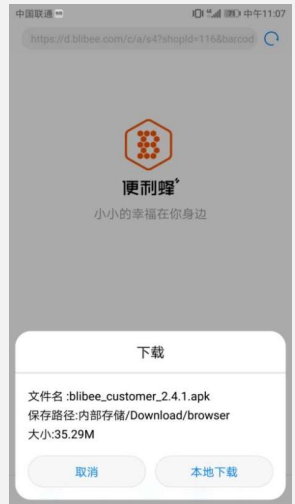 中国联通 中午11:07
https://d.blibee.com/c/a/s4?shopId=116&barcod
便利蜂
小小的幸福在你身边
下载
文件名 :blibee_customer_2.4.1.apk
保存路径:内部存储/Download/browser
大小:35.29M
取消 本地下载